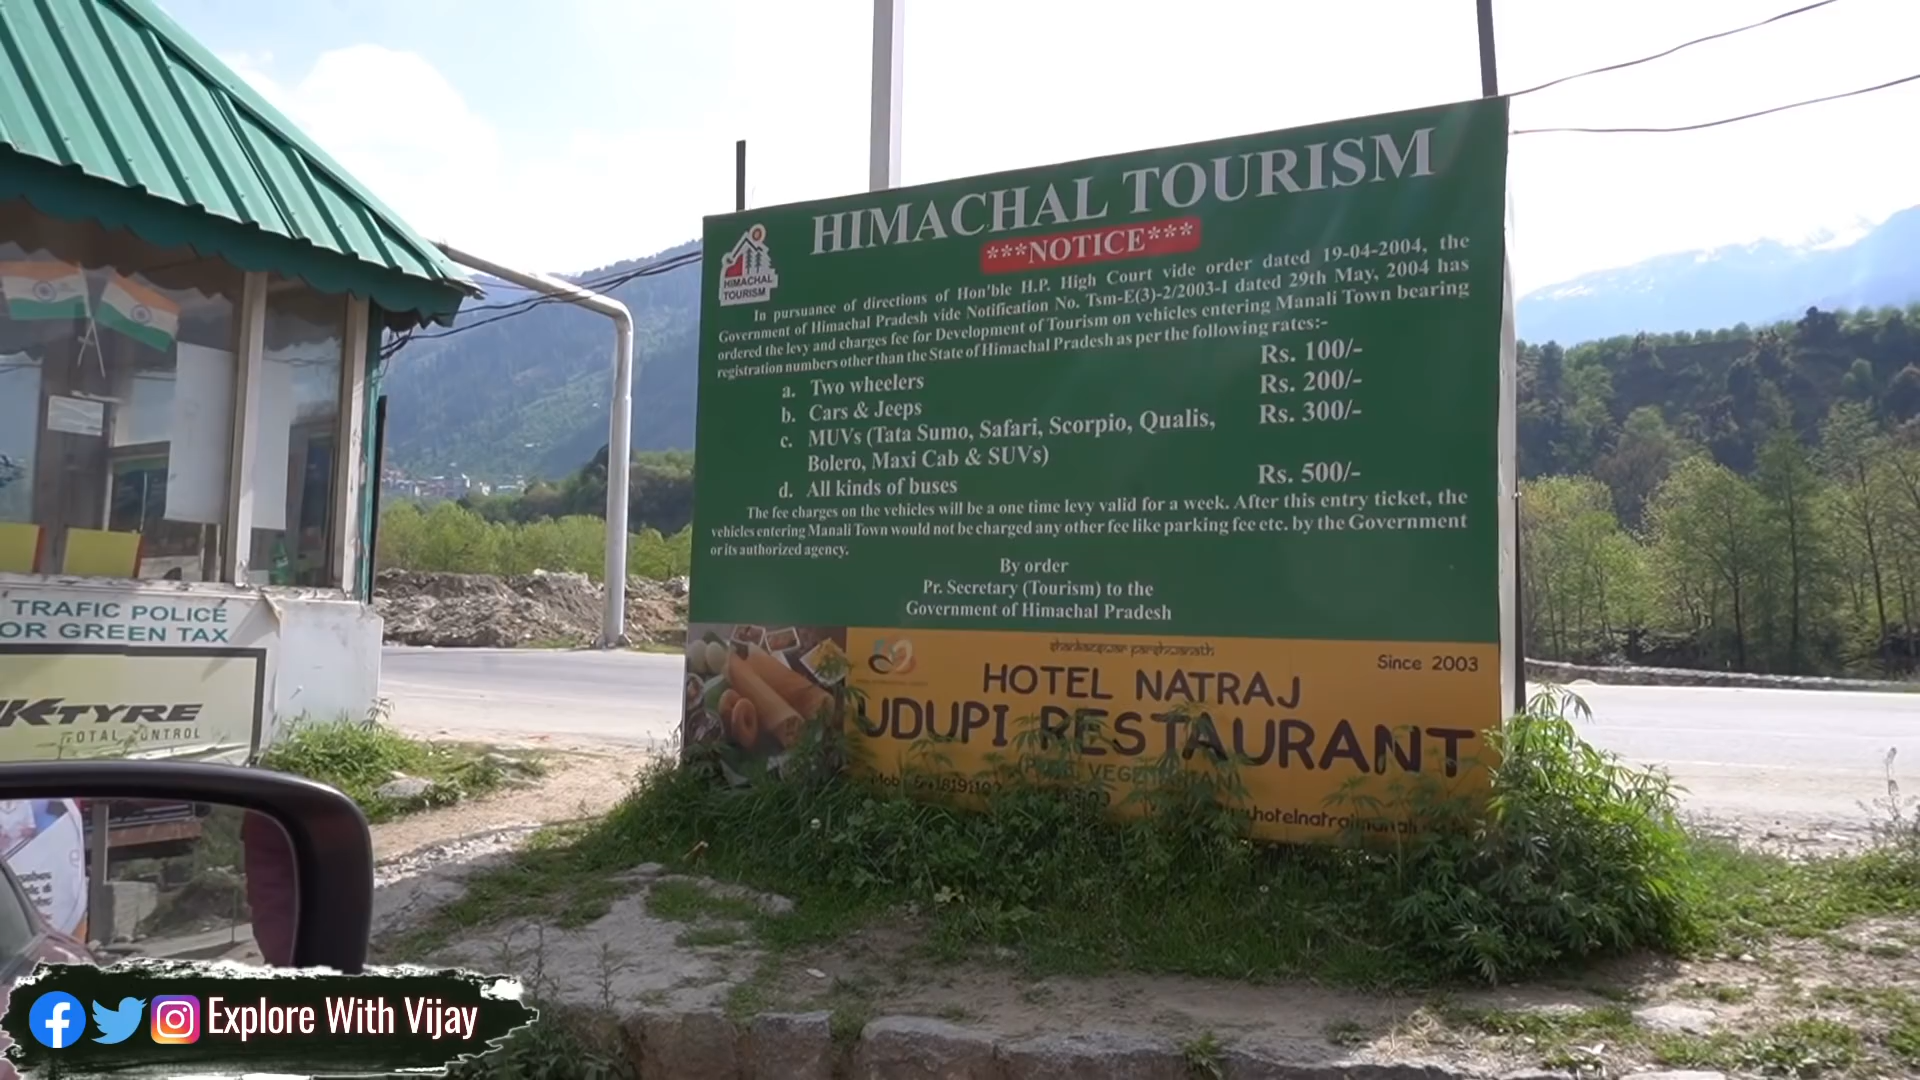 HIMACHAL TOURISM
***NOTICE***
HIMACHAL
TOURISM
In pursuance of directions of Hon'ble H.P. High Court vide order dated 19-04-2004, the
Government of Himachal Pradesh vide Notification No. Tsm-E(3)-2/2003-I dated 29th May, 2004 has
ordered the levy and charges fee for Development of Tourism on vehicles entering Manali Town bearing
registration numbers other than the State of Himachal Pradesh as per the following rates:-
a. Two wheelers Rs. 100/-
b. Cars & Jeeps Rs. 200/-
c. MUVs (Tata Sumo, Safari, Scorpio, Qualis, Rs. 300/-
Bolero, Maxi Cab & SUVs)
d. All kinds of buses Rs. 500/-
The fee charges on the vehicles will be a one time levy valid for a week. After this entry ticket, the
vehicles entering Manali Town would not be charged any other fee like parking fee etc. by the Government
or its authorized agency.
By order
Pr. Secretary (Tourism) to the
Government of Himachal Pradesh
shankaeswar parshwanath
Since 2003
HOTEL NATRAJ
UDUPI RESTAURANT
TRAFIC POLICE
OR GREEN TAX
KTYRE
TOTAL CONTROL
Explore With Vijay